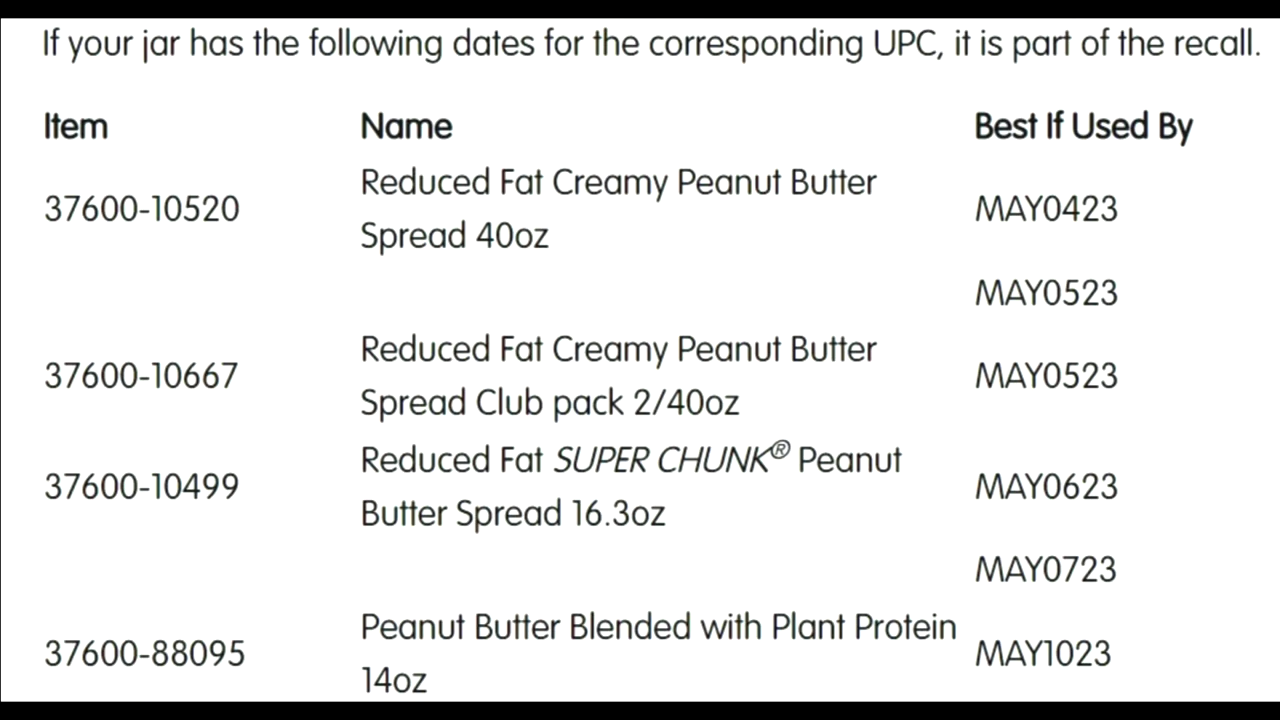 If your jar has the following dates for the corresponding UPC, it is part of the recall.
Item Name Best If Used By
Reduced Fat Creamy Peanut Butter
37600-10520 MAY0423
Spread 40oz
MAY0523
Reduced Fat Creamy Peanut Butter
37600-10667 MAY0523
Spread Club pack 2/40oz
Reduced Fat SUPER CHUNK® Peanut
37600-10499 MAY0623
Butter Spread 16.3oz
MAY0723
Peanut Butter Blended with Plant Protein
37600-88095 MAY1023
14oz